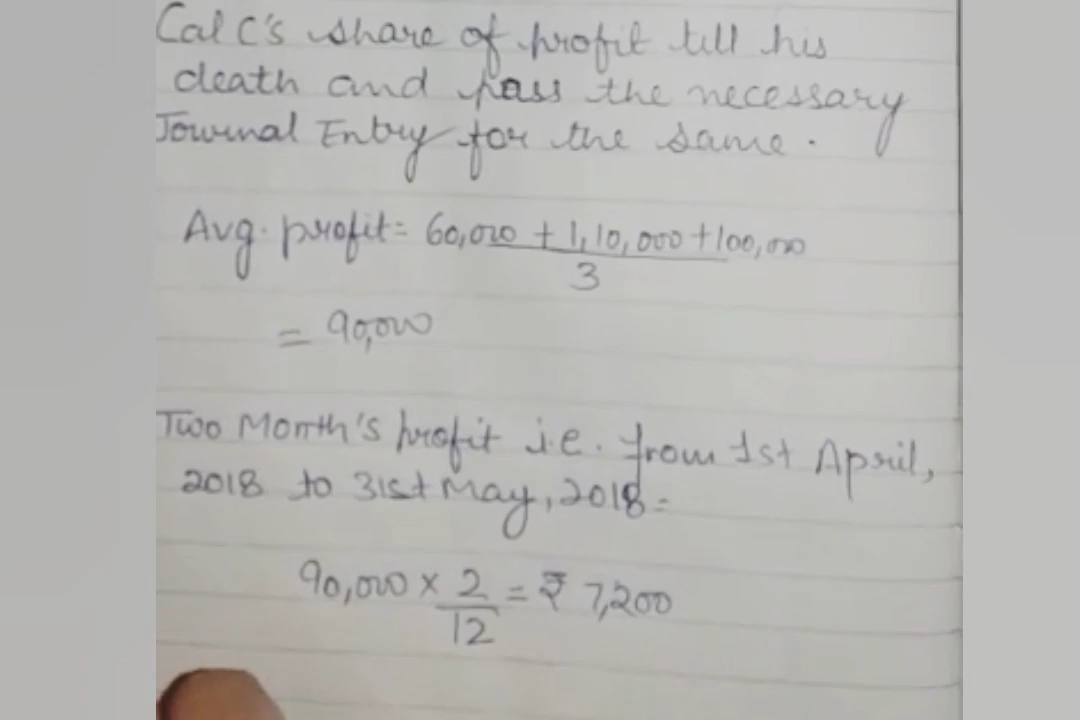 Cal C's share of profit till his
death and pass the necessary
Journal Entry for the same.
Avg. profit = 60,000 + 1,10,000 + 100,000
3
= 90,000
Two Month's profit i.e. from 1st April,
2018 to 31st May, 2018 =
90,000 × 2 = ₹ 7,200
12